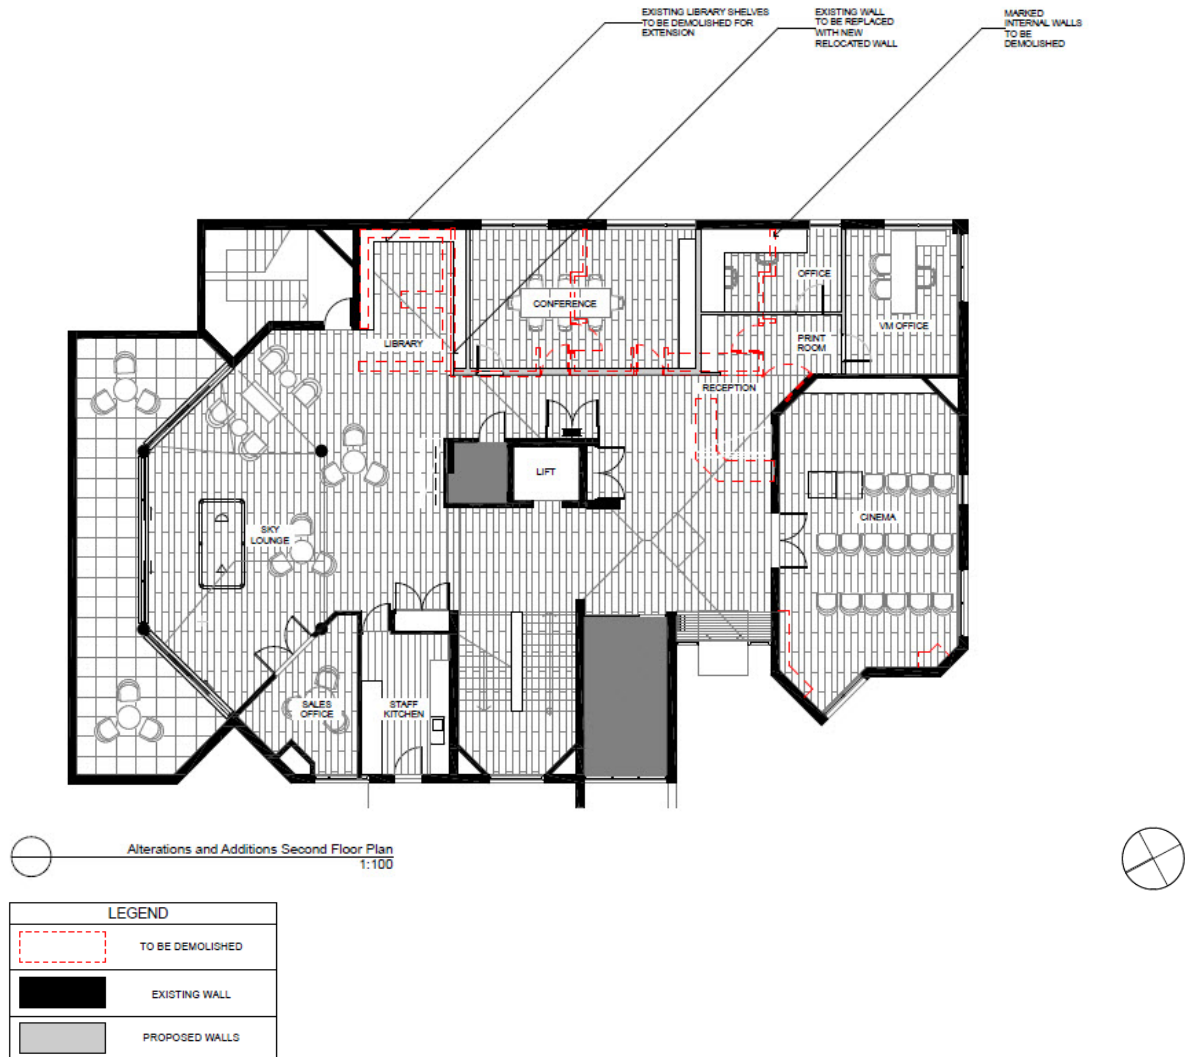 EXISTING LIBRARY SHELVES
TO BE DEMOLISHED FOR
EXTENSION
EXISTING WALL
TO BE REPLACED
WITH NEW
RELOCATED WALL
MARKED
INTERNAL WALLS
TO BE
DEMOLISHED
OFFICE
CONFERENCE
VM OFFICE
LIBRARY
PRINT
ROOM
RECEPTION
LIFT
SKY
LOUNGE
CINEMA
SALES
OFFICE
STAFF
KITCHEN
Alterations and Additions Second Floor Plan
1:100
LEGEND
TO BE DEMOLISHED
EXISTING WALL
PROPOSED WALLS